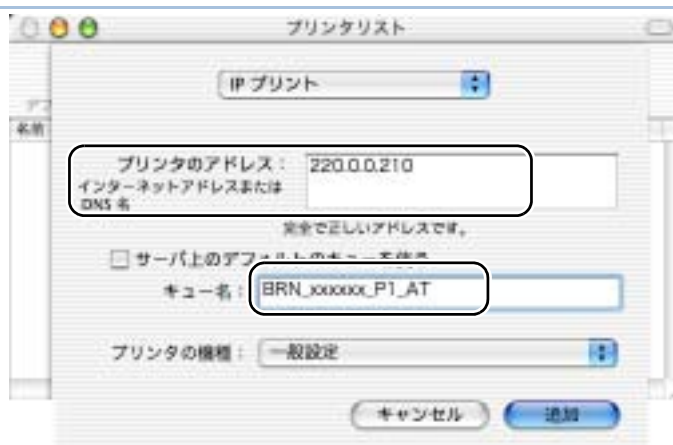 プリンタリスト
IP プリント
名前
プリンタのアドレス： 220.0.0.210
インターネットアドレスまたは
DNS 名
完全で正しいアドレスです。
サーバ上のデフォルトのキューを使う
キュー名： BRN_xxxxxx_P1_AT
プリンタの機種： 一般設定
キャンセル 追加